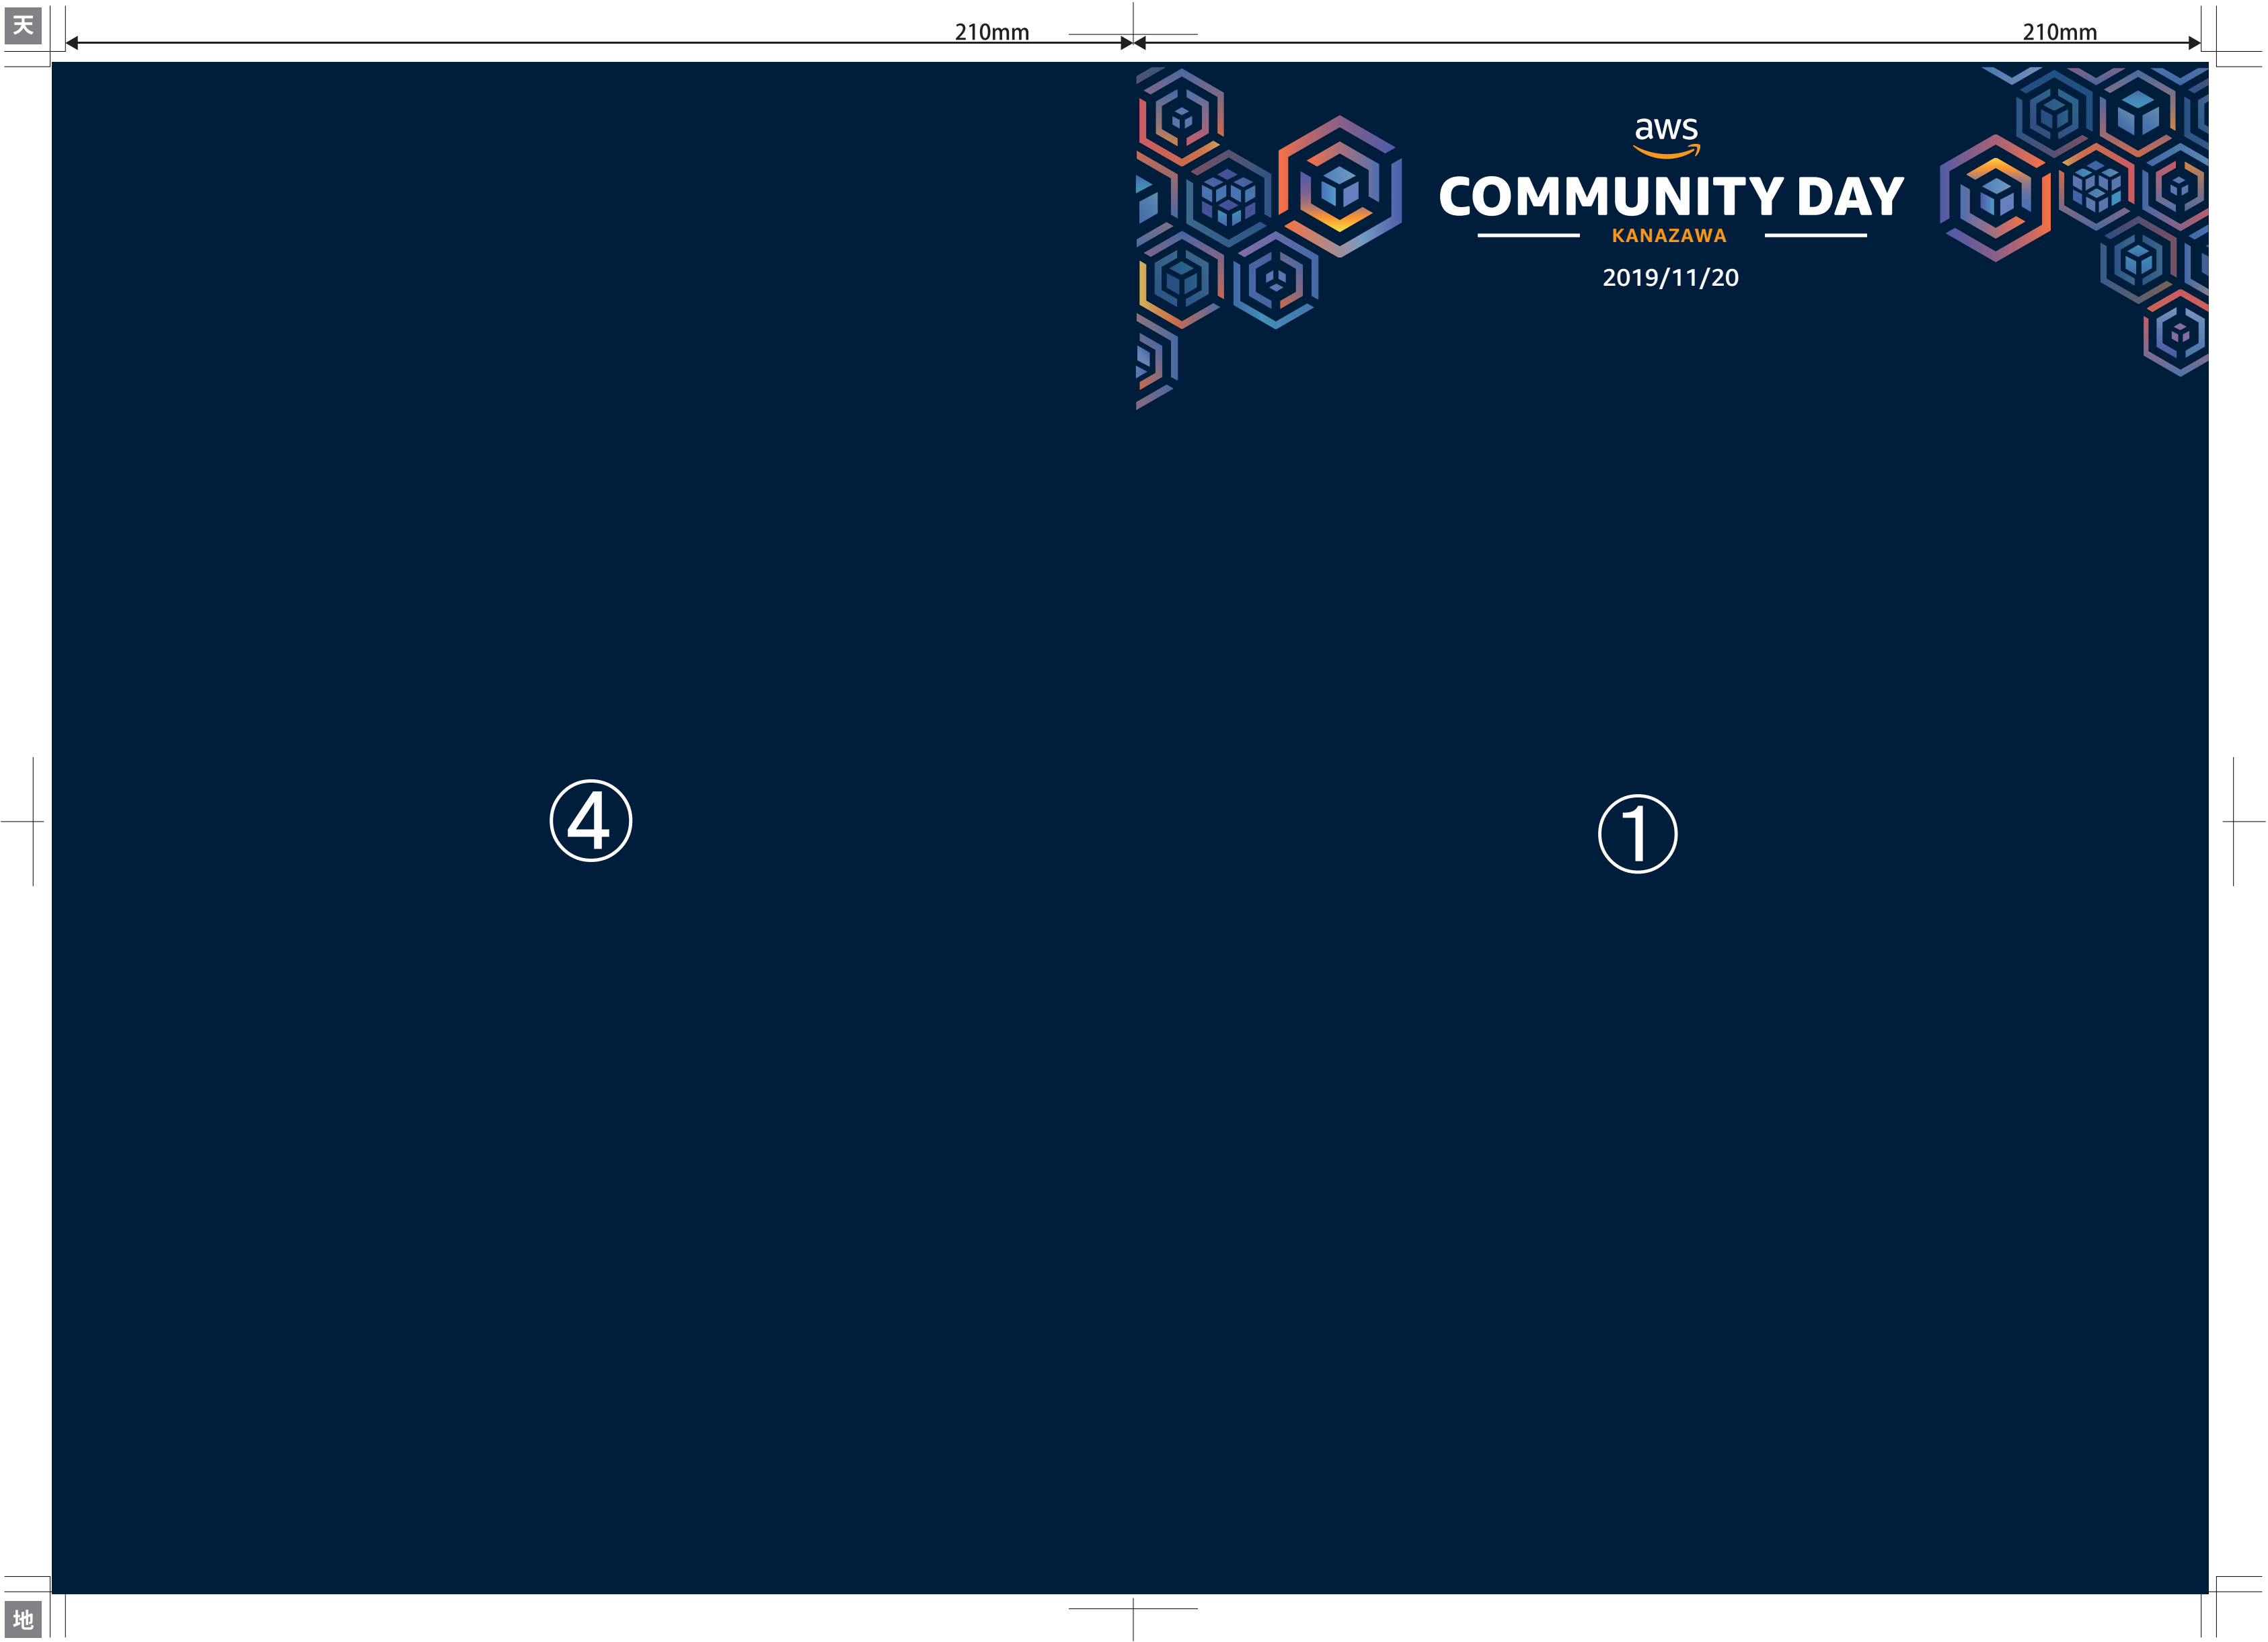 天
210mm
210mm
aws
COMMUNITY DAY
KANAZAWA
2019/11/20
④
①
地